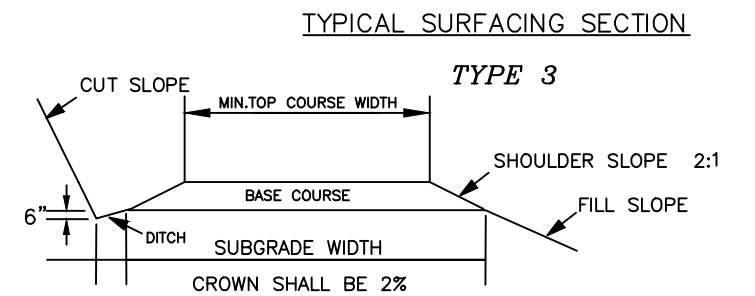 TYPICAL SURFACING SECTION
TYPE 3
CUT SLOPE
MIN.TOP COURSE WIDTH
SHOULDER SLOPE 2:1
BASE COURSE
FILL SLOPE
6"
DITCH
SUBGRADE WIDTH
CROWN SHALL BE 2%